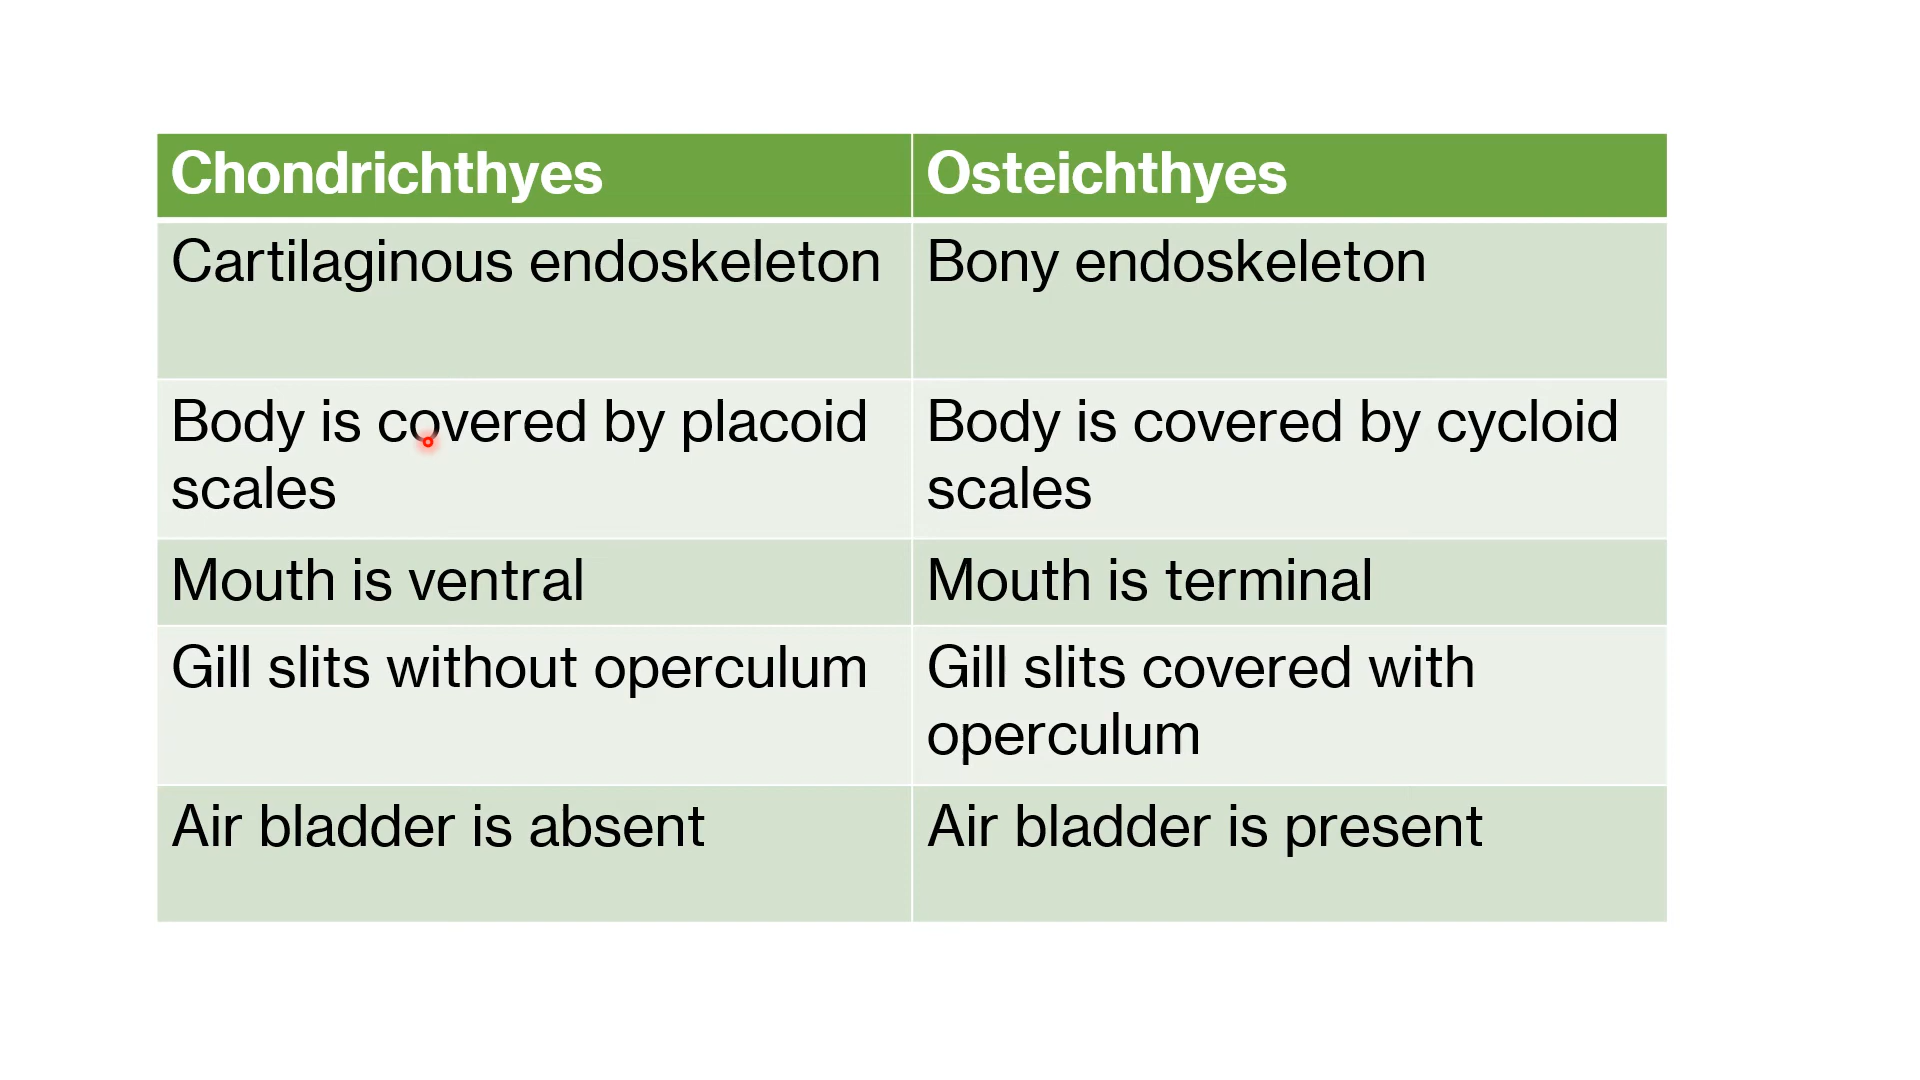 Chondrichthyes
Osteichthyes
Cartilaginous endoskeleton
Bony endoskeleton
Body is covered by placoid
scales
Body is covered by cycloid
scales
Mouth is ventral
Mouth is terminal
Gill slits without operculum
Gill slits covered with
operculum
Air bladder is absent
Air bladder is present